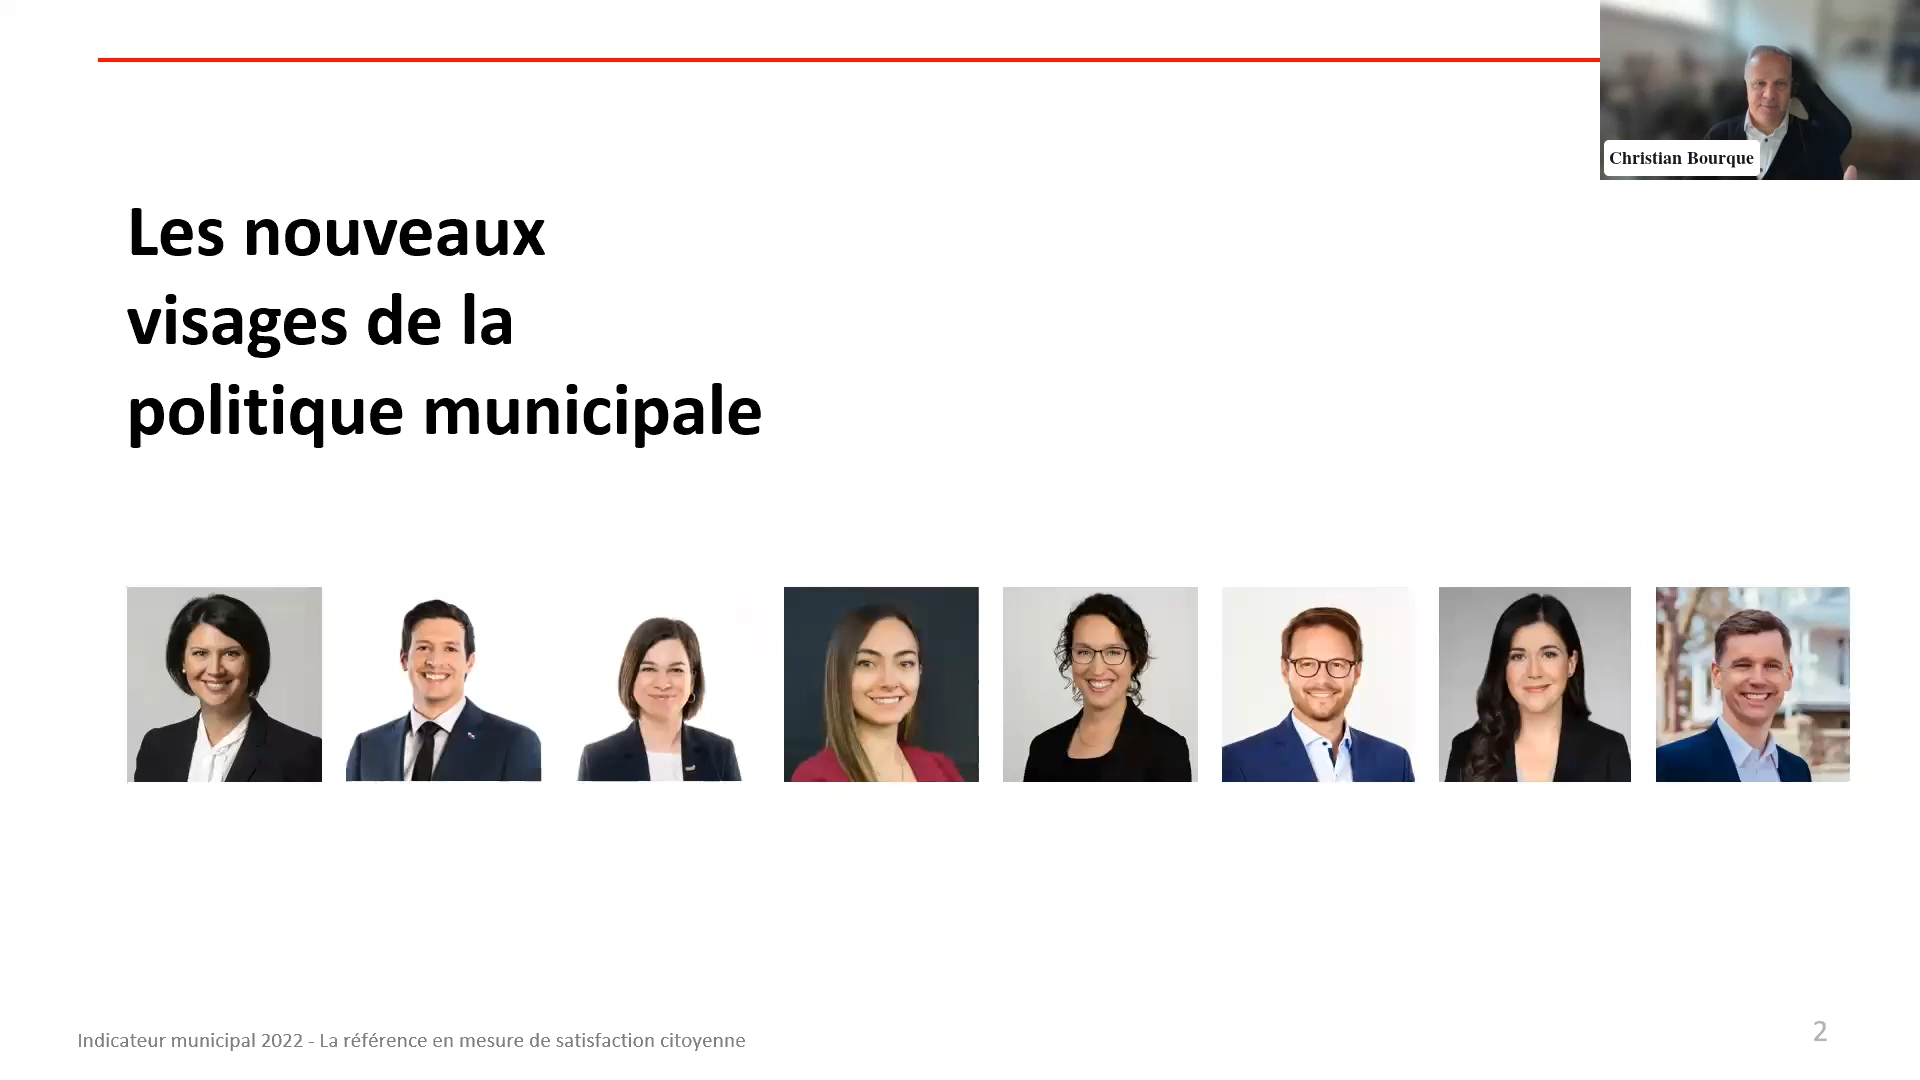 Christian Bourque
Les nouveaux
visages de la
politique municipale
Indicateur municipal 2022 - La référence en mesure de satisfaction citoyenne
2